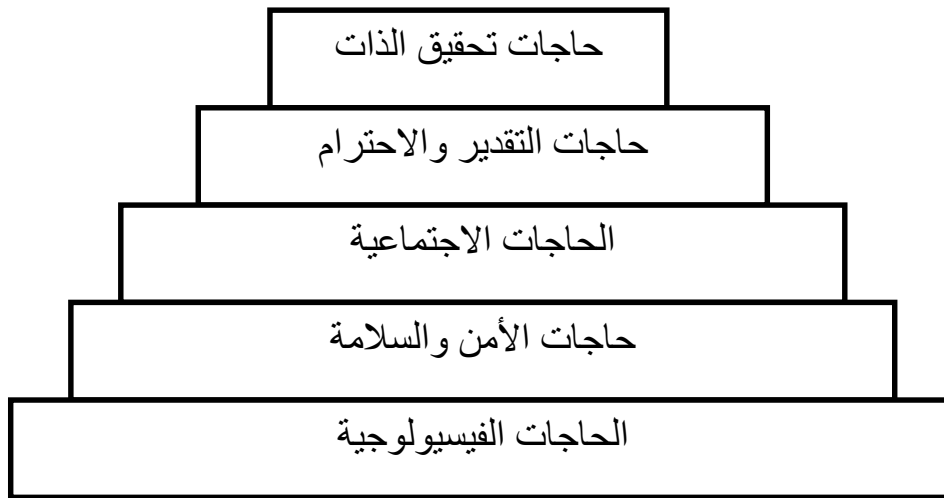 حاجات تحقيق الذات
حاجات التقدير والاحترام
الحاجات الاجتماعية
حاجات الأمن والسلامة
الحاجات الفيسيولوجية